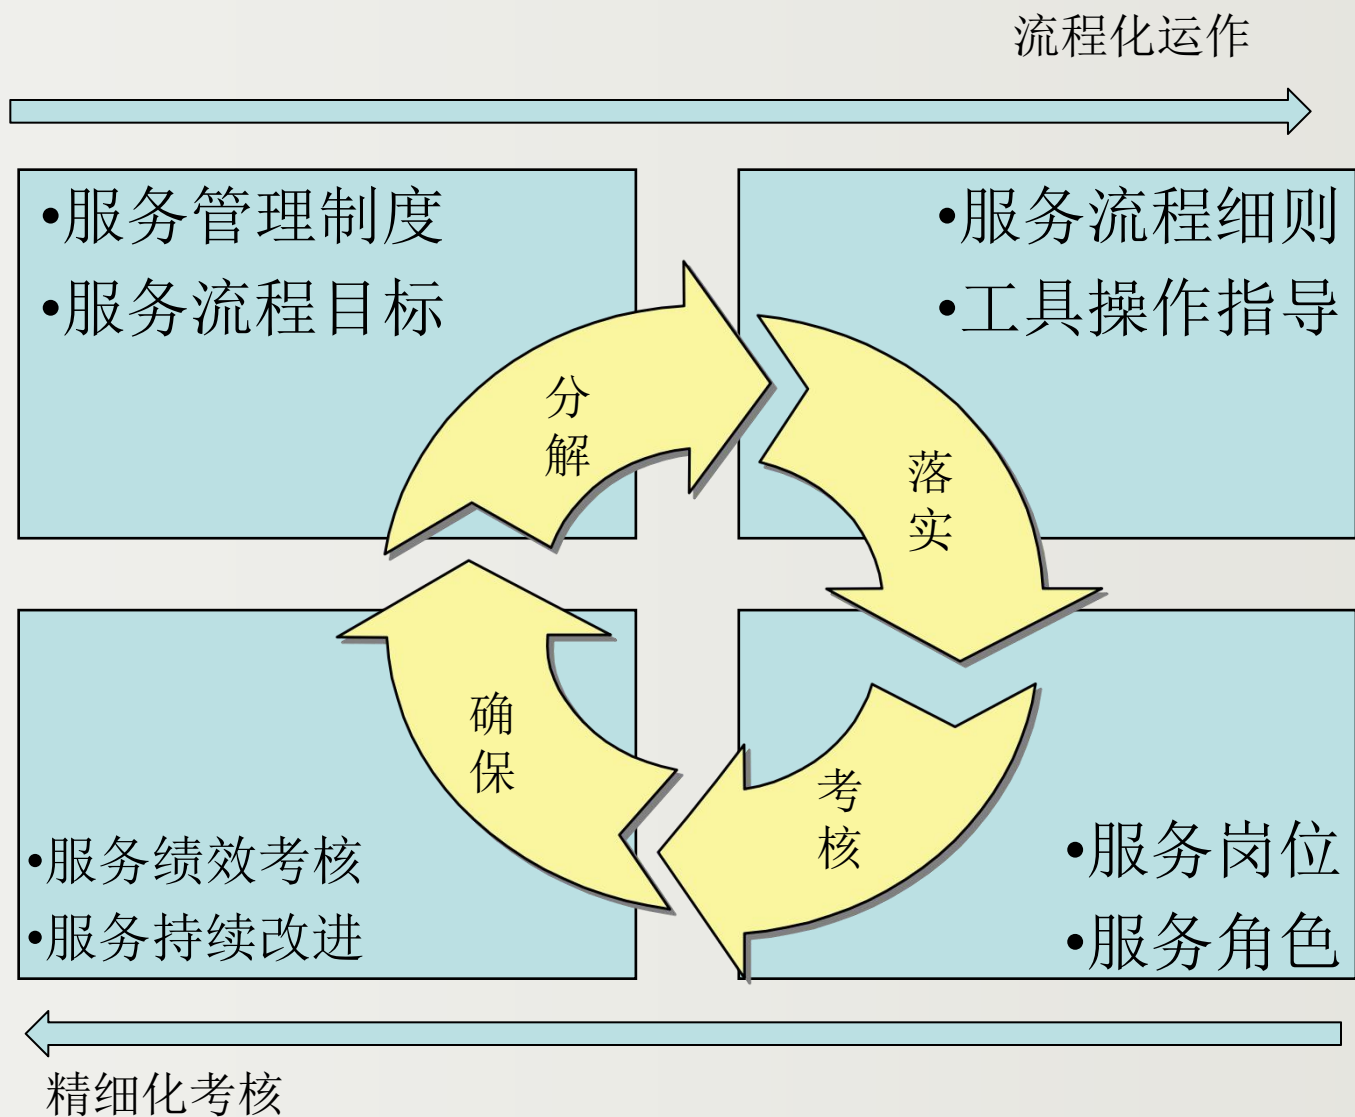 流程化运作
•服务管理制度
•服务流程目标
•服务流程细则
•工具操作指导
分
解
落
实
确
保
考
核
•服务绩效考核
•服务持续改进
•服务岗位
•服务角色
精细化考核